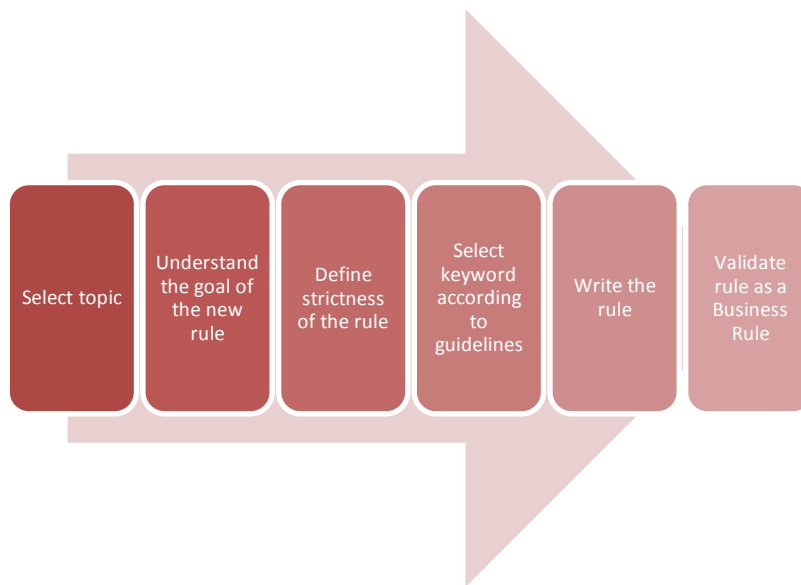 Select topic
Understand
the goal of
the new
rule
Define
strictness
of the rule
Select
keyword
according
to
guidelines
Write the
rule
Validate
rule as a
Business
Rule